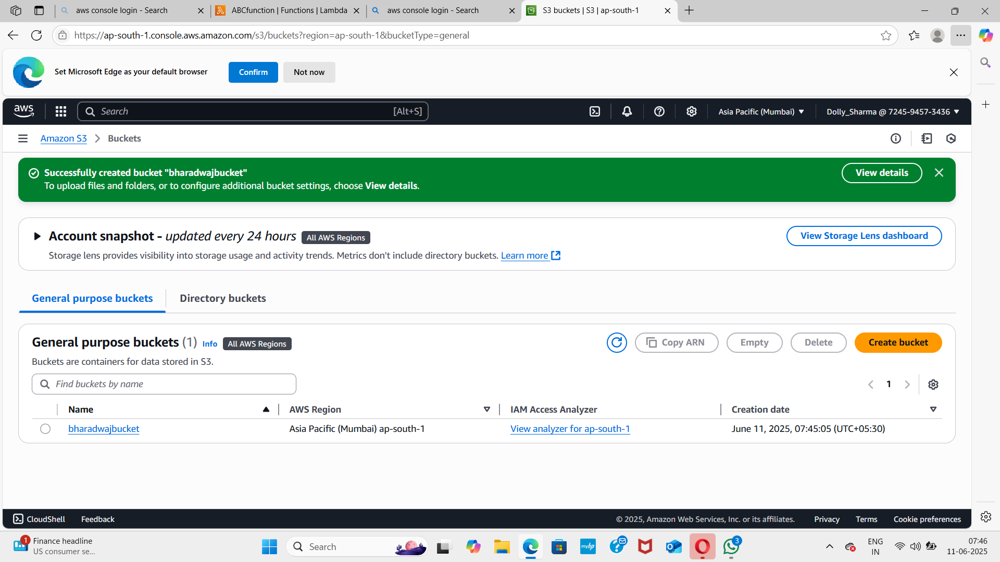 aws console login - Search
ABCfunction | Functions | Lambda
aws console login - Search
S3 buckets | S3 | ap-south-1
https://ap-south-1.console.aws.amazon.com/s3/buckets?region=ap-south-1&bucketType=general
Set Microsoft Edge as your default browser
Confirm
Not now
aws
Search
[Alt+S]
Asia Pacific (Mumbai)
Dolly_Sharma @ 7245-9457-3436
Amazon S3
Buckets
Successfully created bucket "bharadwajbucket"
To upload files and folders, or to configure additional bucket settings, choose View details.
View details
Account snapshot - updated every 24 hours
All AWS Regions
View Storage Lens dashboard
Storage lens provides visibility into storage usage and activity trends. Metrics don't include directory buckets. Learn more
General purpose buckets
Directory buckets
General purpose buckets (1)
Info
All AWS Regions
Copy ARN
Empty
Delete
Create bucket
Buckets are containers for data stored in S3.
Find buckets by name
1
Name
AWS Region
IAM Access Analyzer
Creation date
bharadwajbucket
Asia Pacific (Mumbai) ap-south-1
View analyzer for ap-south-1
June 11, 2025, 07:45:05 (UTC+05:30)
CloudShell
Feedback
© 2025, Amazon Web Services, Inc. or its affiliates.
Privacy
Terms
Cookie preferences
1
Finance headline
US consumer se...
Search
myhp
3
ENG
IN
07:46
11-06-2025